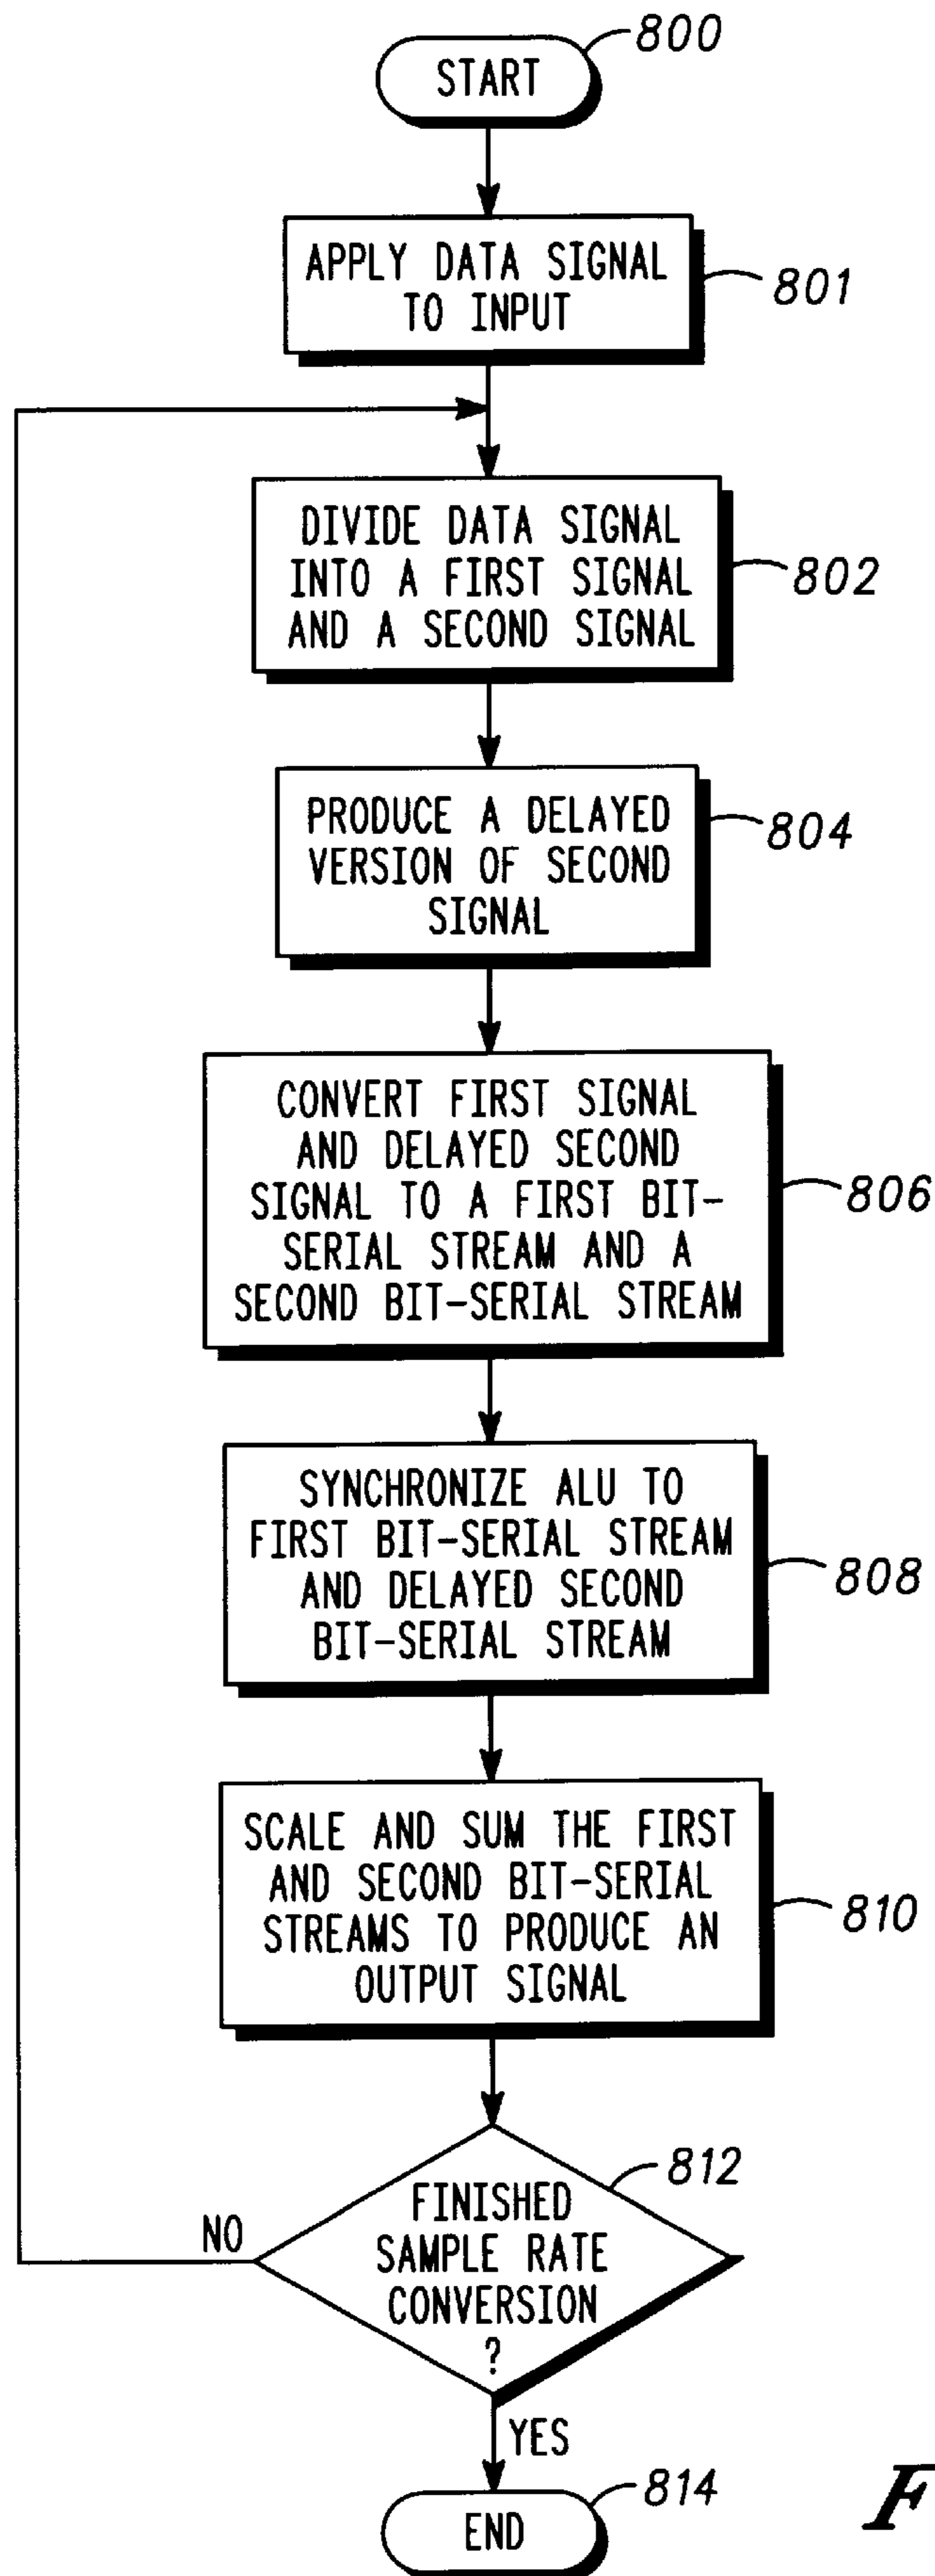 800
START
APPLY DATA SIGNAL
TO INPUT
801
DIVIDE DATA SIGNAL
INTO A FIRST SIGNAL
AND A SECOND SIGNAL
802
PRODUCE A DELAYED
VERSION OF SECOND
SIGNAL
804
CONVERT FIRST SIGNAL
AND DELAYED SECOND
SIGNAL TO A FIRST BIT-
SERIAL STREAM AND A
SECOND BIT-SERIAL STREAM
806
SYNCHRONIZE ALU TO
FIRST BIT-SERIAL STREAM
AND DELAYED SECOND
BIT-SERIAL STREAM
808
SCALE AND SUM THE FIRST
AND SECOND BIT-SERIAL
STREAMS TO PRODUCE AN
OUTPUT SIGNAL
810
812
FINISHED
SAMPLE RATE
CONVERSION
?
NO
YES
814
END
F